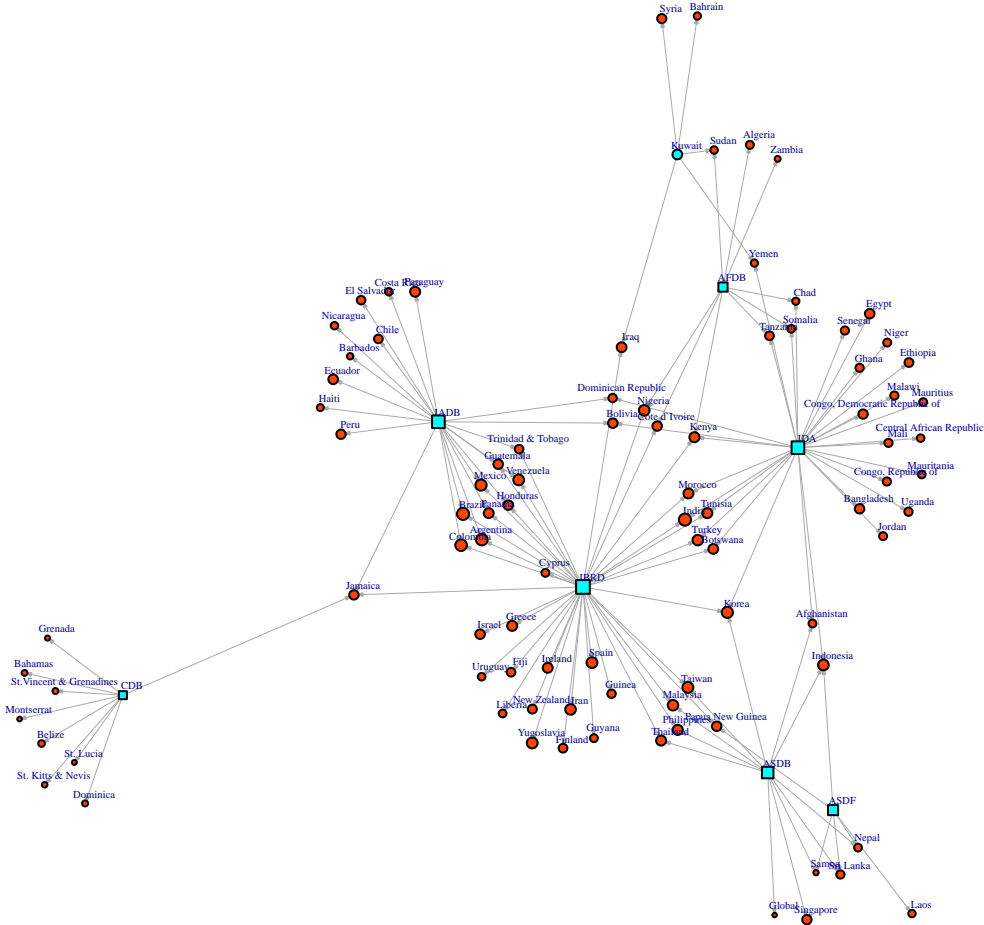 Syria
Bahrain
Kuwait
Sudan
Algeria
Zambia
Yemen
AFDB
Chad
Costa Rica
Paraguay
El Salvador
Nicaragua
Chile
Barbados
Ecuador
Haiti
Peru
IADB
Iraq
Tanzania
Somalia
Senegal
Egypt
Niger
Ghana
Ethiopia
Malawi
Mauritius
Congo, Democratic Republic of
Central African Republic
Mali
IDA
Dominican Republic
Nigeria
Bolivia
Cote d'Ivoire
Kenya
Trinidad & Tobago
Guatemala
Mexico
Venezuela
Honduras
Brazil
Panama
Argentina
Colombia
Morocco
Tunisia
India
Turkey
Botswana
Congo, Republic of
Mauritania
Bangladesh
Uganda
Jordan
Cyprus
IBRD
Jamaica
Korea
Afghanistan
Indonesia
Israel
Greece
Uruguay
Fiji
Ireland
Spain
Guinea
Liberia
New Zealand
Iran
Yugoslavia
Finland
Guyana
Taiwan
Malaysia
Papua New Guinea
Philippines
Thailand
Grenada
Bahamas
St.Vincent & Grenadines
CDB
Montserrat
Belize
St. Lucia
St. Kitts & Nevis
Dominica
ASDB
ASDF
Nepal
Samoa
Sri Lanka
Global
Singapore
Laos